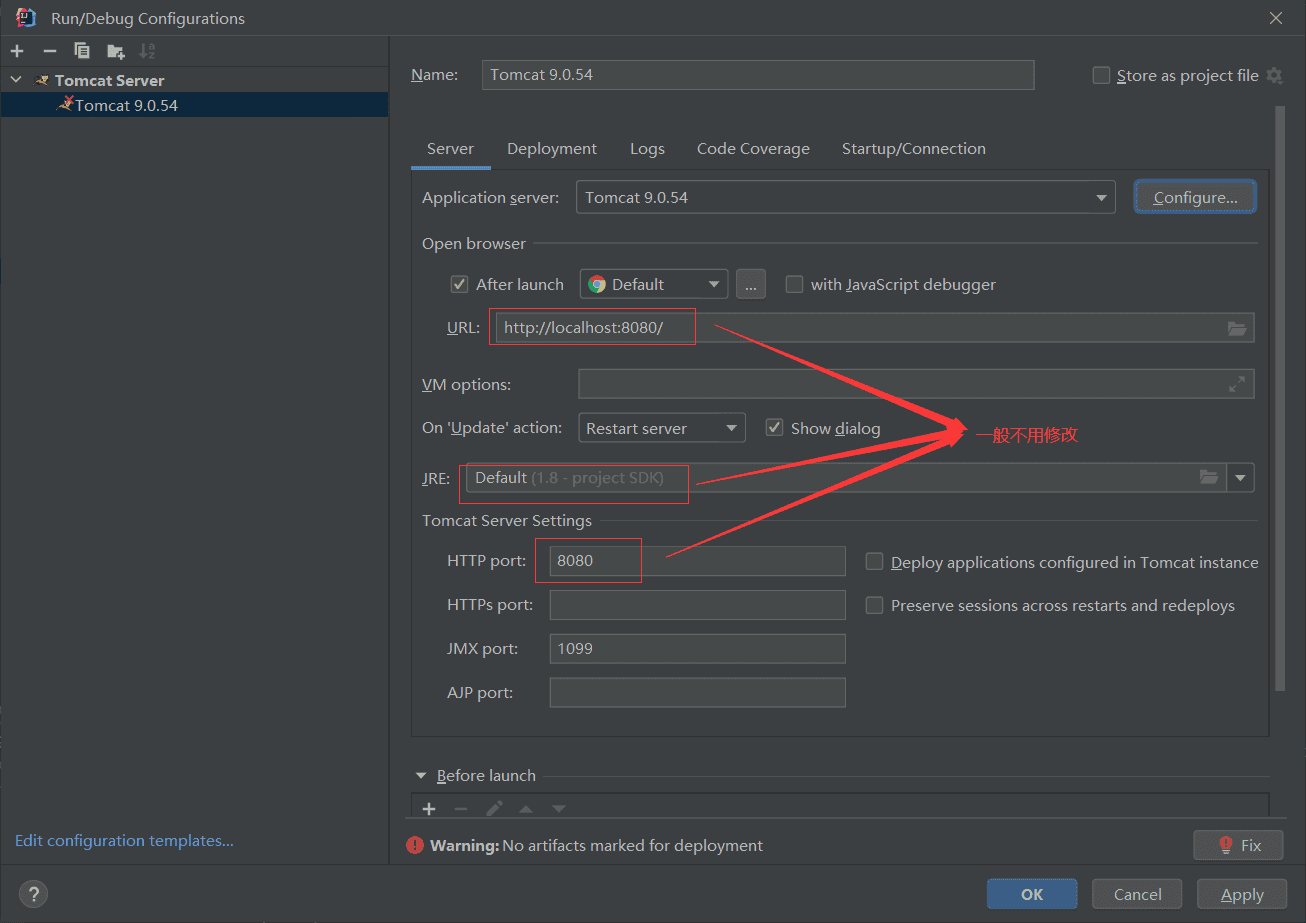 Run/Debug Configurations
Tomcat Server
Tomcat 9.0.54
Name: Tomcat 9.0.54 Store as project file
Server Deployment Logs Code Coverage Startup/Connection
Application server: Tomcat 9.0.54 Configure...
Open browser
After launch Default ... with JavaScript debugger
URL: http://localhost:8080/
VM options:
On 'Update' action: Restart server Show dialog
一般不用修改
JRE: Default (1.8 - project SDK)
Tomcat Server Settings
HTTP port: 8080 Deploy applications configured in Tomcat instance
HTTPs port: Preserve sessions across restarts and redeploys
JMX port: 1099
AJP port:
Before launch
Edit configuration templates...
Warning: No artifacts marked for deployment Fix
? OK Cancel Apply